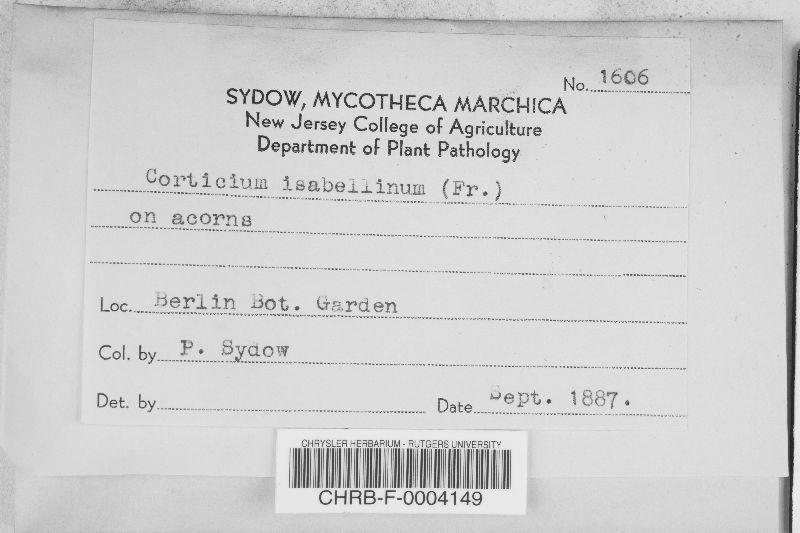 No. 1606
SYDOW, MYCOTHECA MARCHICA
New Jersey College of Agriculture
Department of Plant Pathology
Corticium isabellinum (Fr.)
on acorns
Loc. Berlin Bot. Garden
Col. by P. Sydow
Det. by
Date Sept. 1887.
CHRYSLER HERBARIUM - RUTGERS UNIVERSITY
CHRB-F-0004149